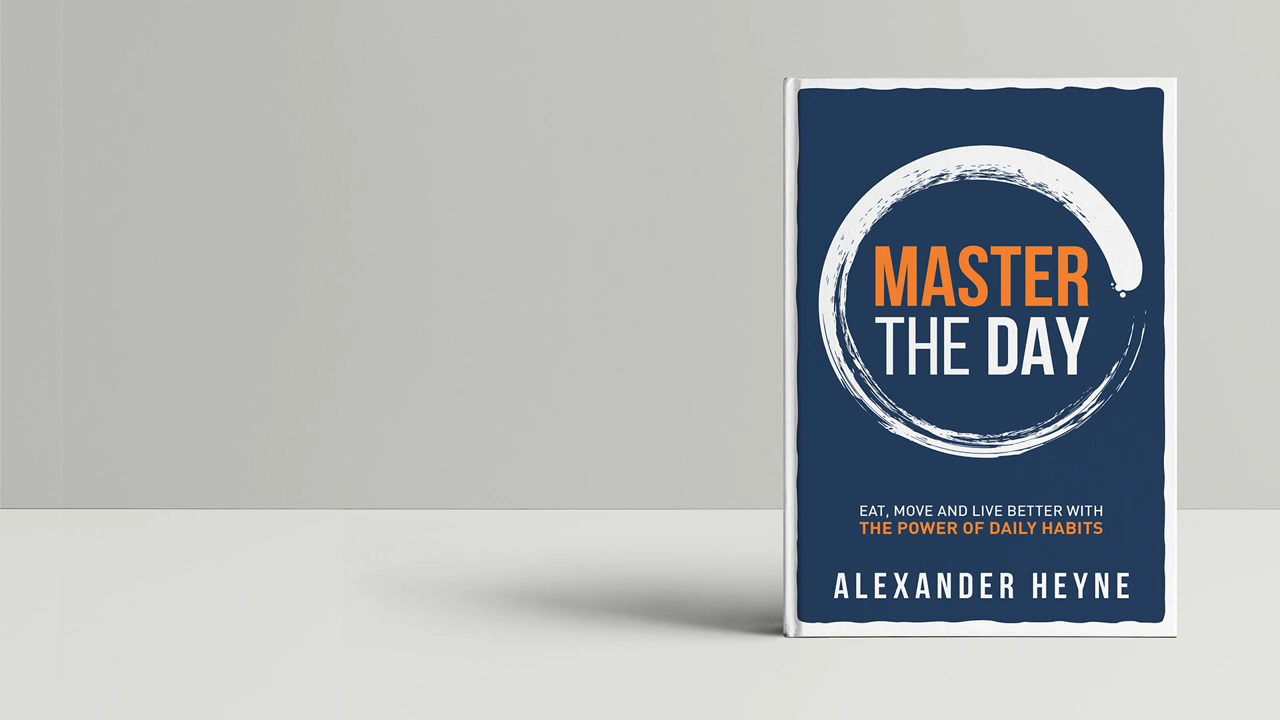 MASTER
THE DAY
EAT, MOVE AND LIVE BETTER WITH
THE POWER OF DAILY HABITS
ALEXANDER HEYNE